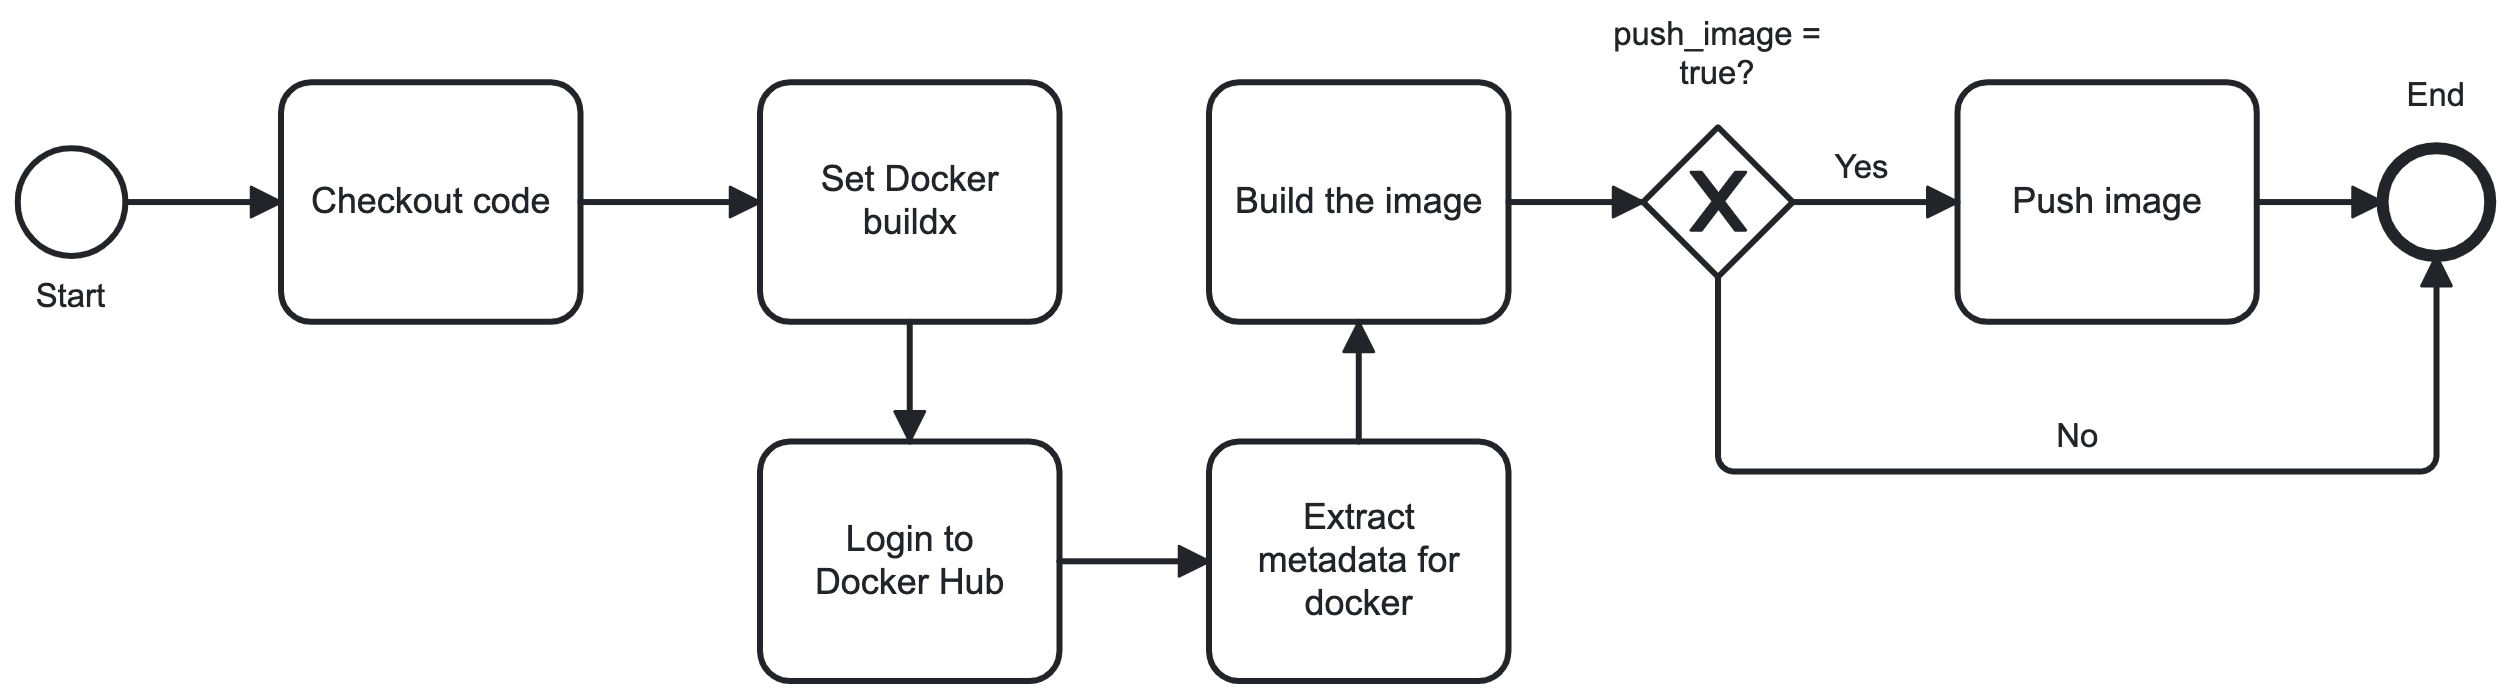 Start
Checkout code
Set Docker
buildx
Login to
Docker Hub
Extract
metadata for
docker
Build the image
push_image =
true?
X
Yes
Push image
No
End